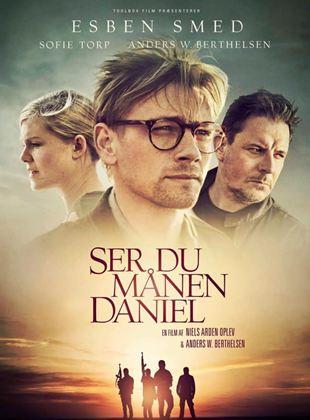 TOOLBOX FILM PRÆSENTERER
ESBEN SMED
SOFIE TORP ANDERS W. BERTHELSEN
SER DU
MÅNEN
DANIEL
EN FILM AF NIELS ARDEN OPLEV
& ANDERS W. BERTHELSEN